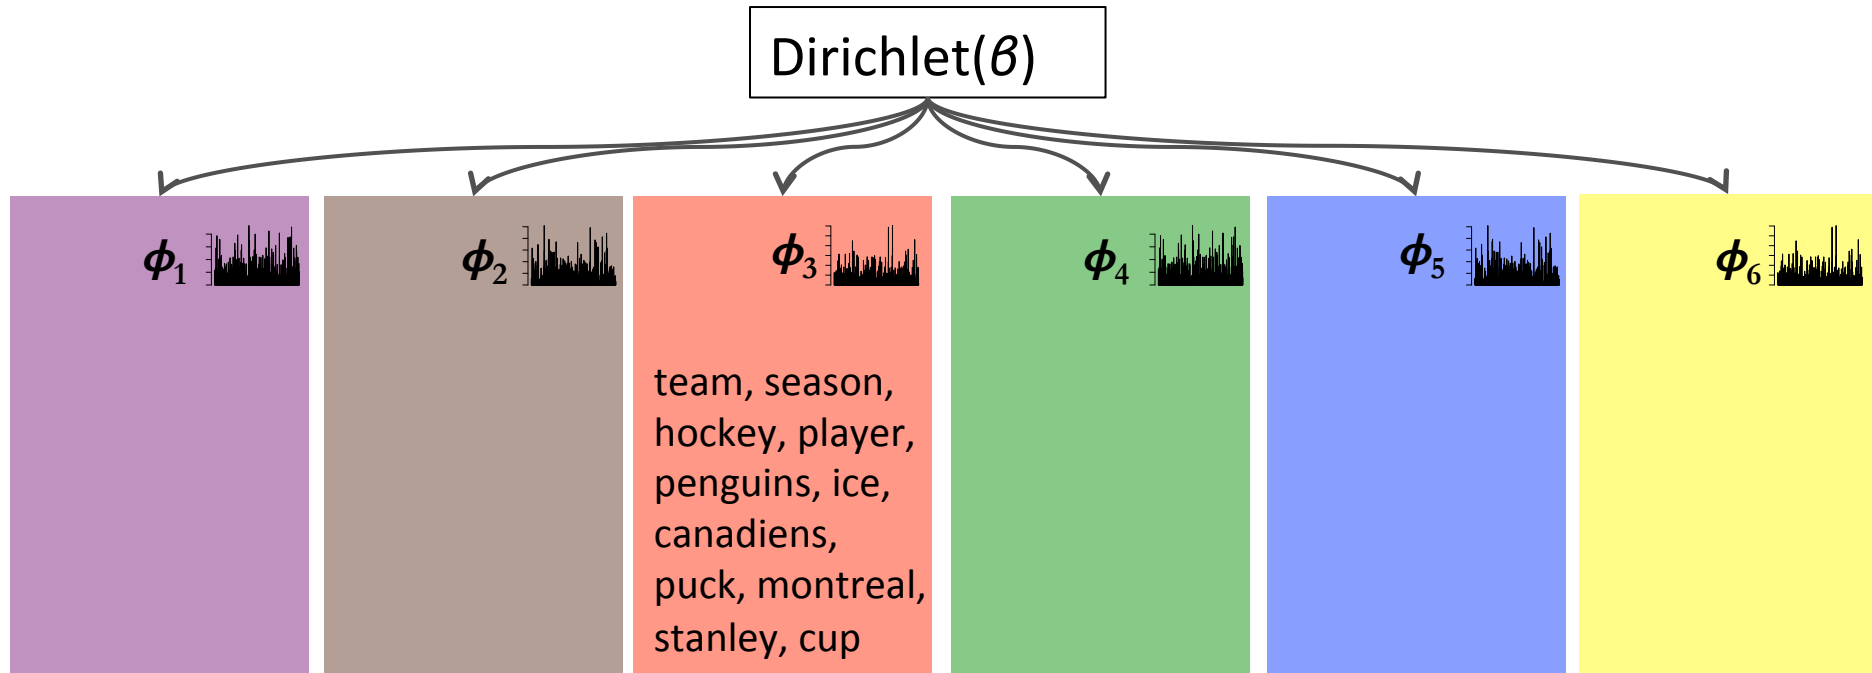 Dirichlet(β)
ϕ1
ϕ2
ϕ3
ϕ4
ϕ5
ϕ6
team, season,
hockey, player,
penguins, ice,
canadiens,
puck, montreal,
stanley, cup